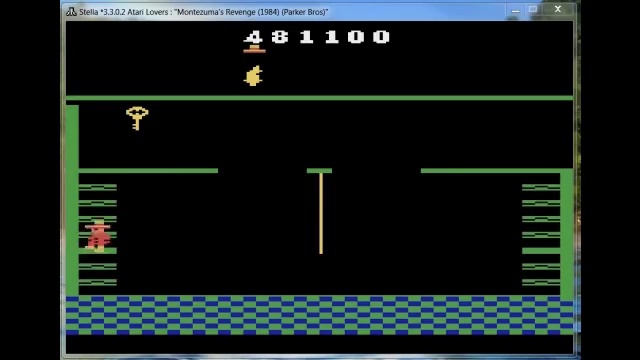 Stella *3.3.0.2 Atari Lovers : "Montezuma's Revenge (1984) (Parker Bros)"
481100